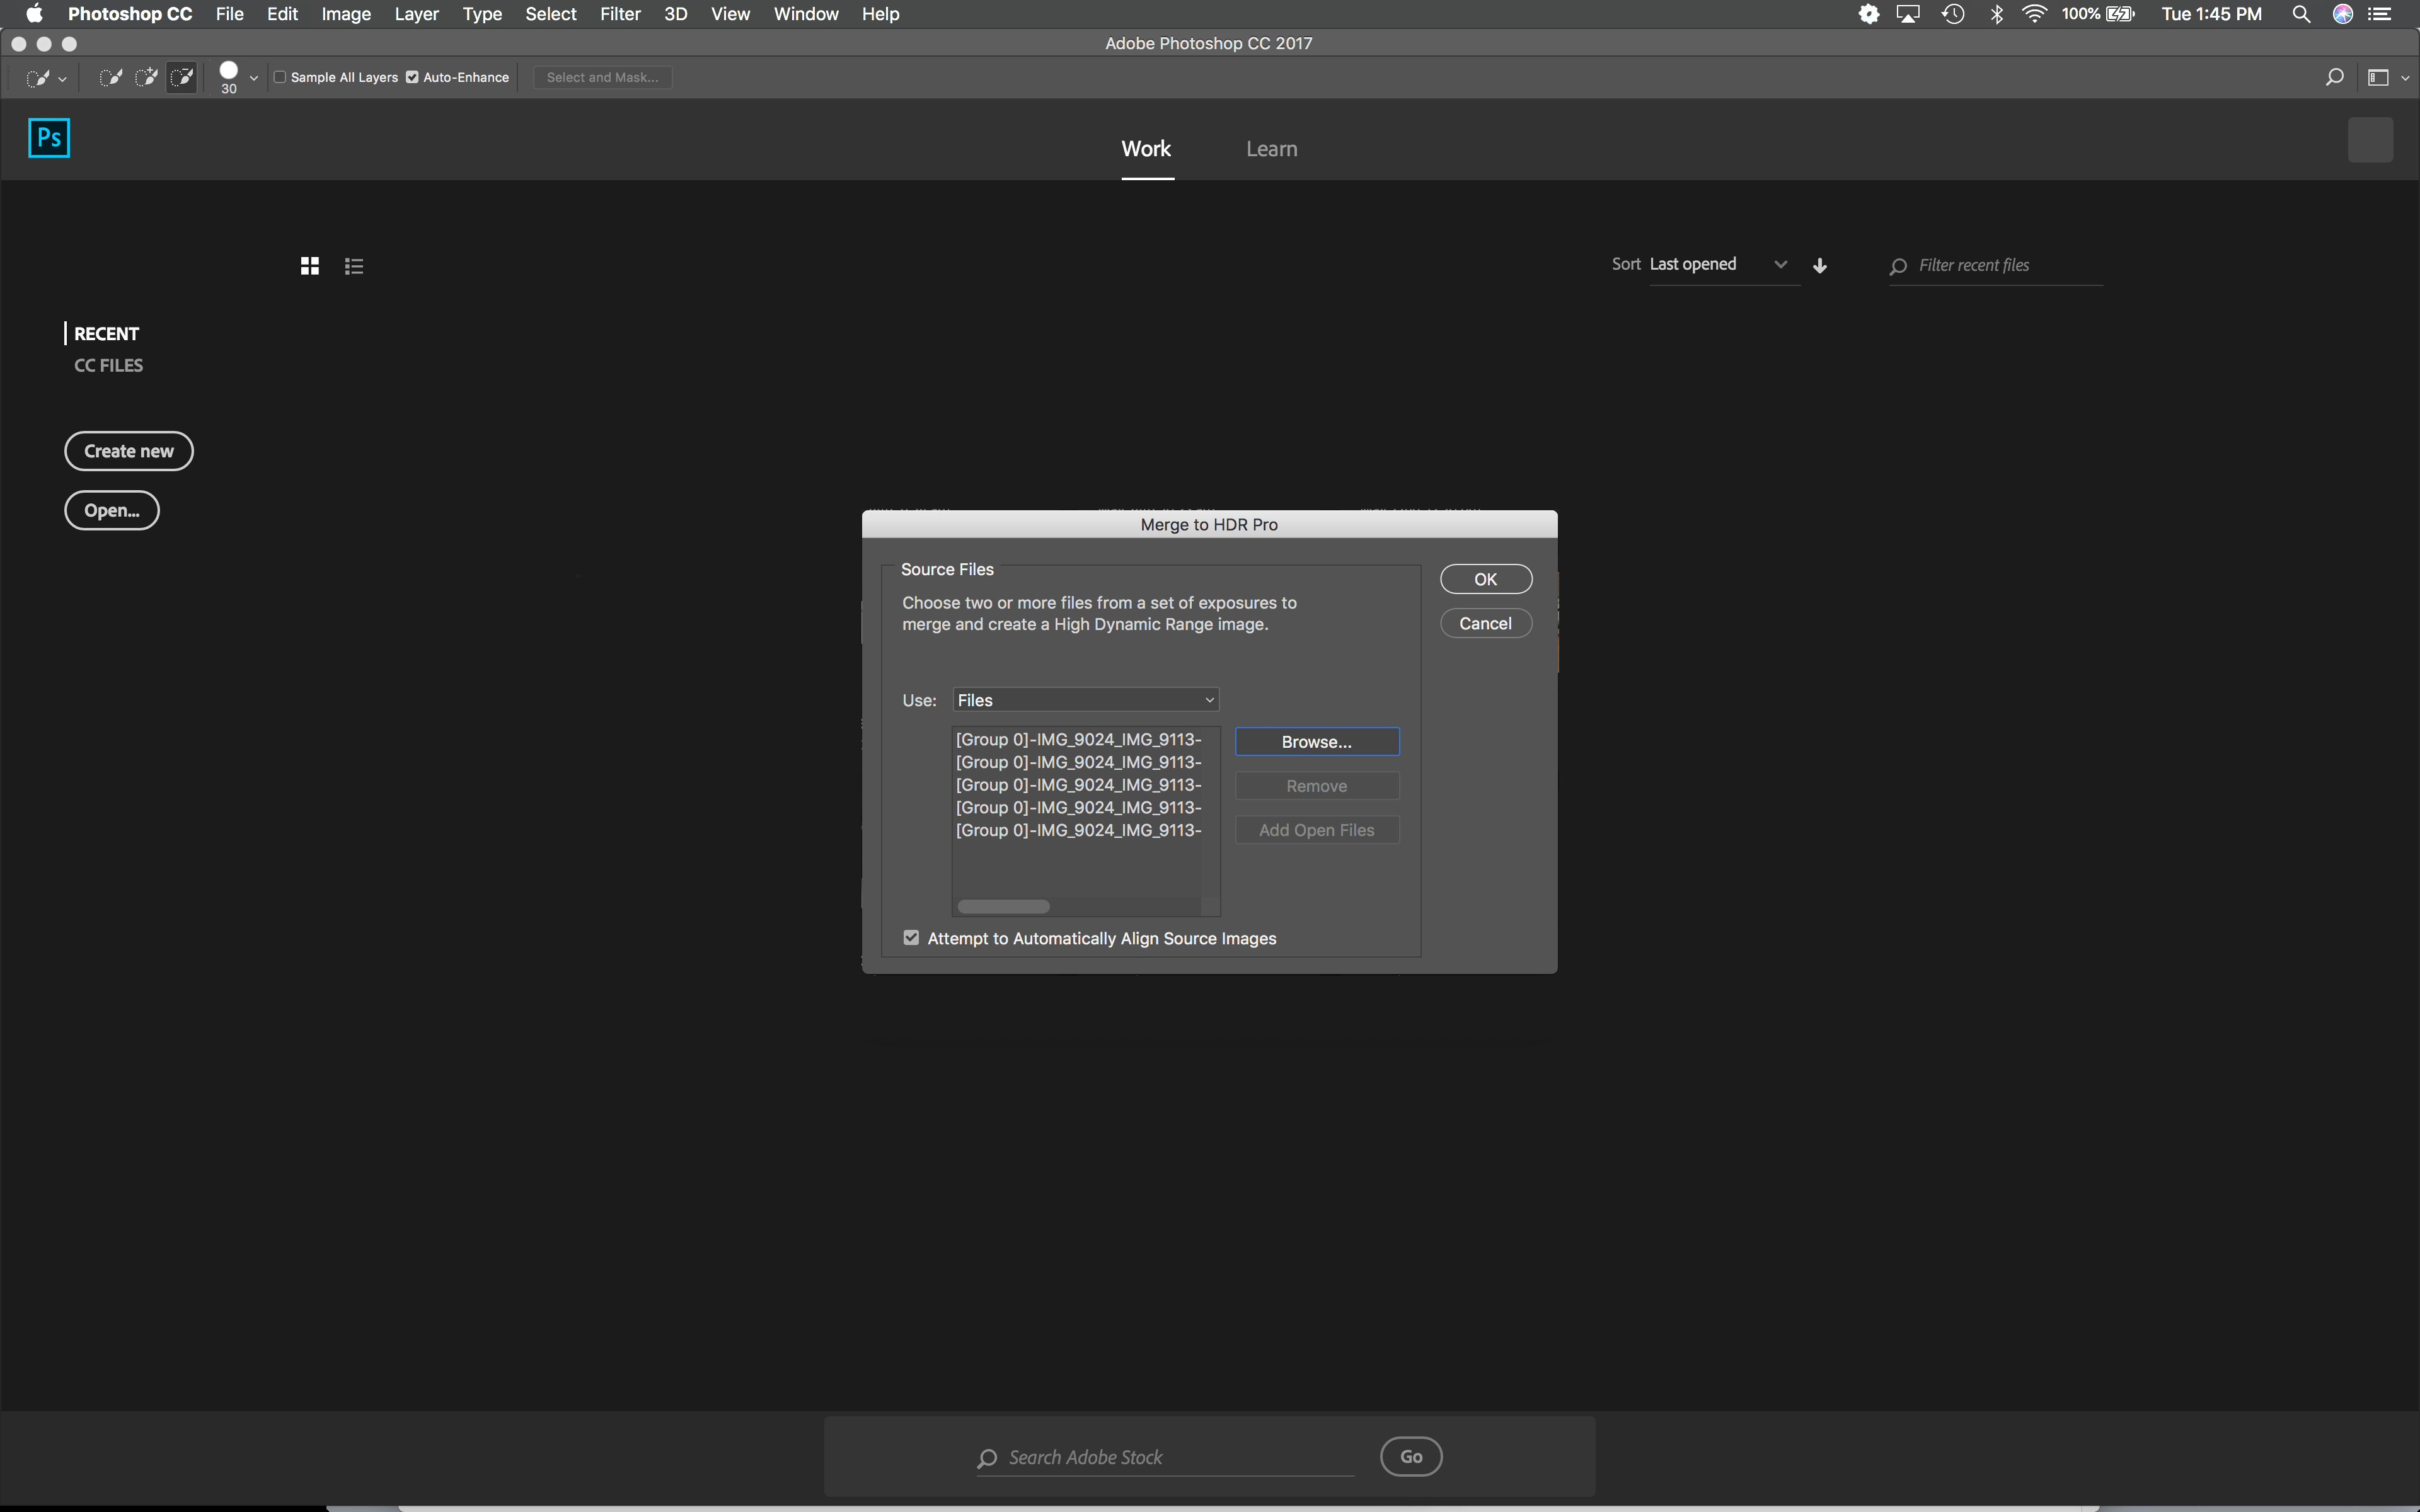 Photoshop CC File Edit Image Layer Type Select Filter 3D View Window Help 100% Tue 1:45 PM
Adobe Photoshop CC 2017
30 Sample All Layers Auto-Enhance Select and Mask...
Ps
Work Learn
Sort Last opened Filter recent files
RECENT
CC FILES
Create new
Open...
Merge to HDR Pro
Source Files
Choose two or more files from a set of exposures to
merge and create a High Dynamic Range image.
OK
Cancel
Use: Files
[Group 0]-IMG_9024_IMG_9113-
[Group 0]-IMG_9024_IMG_9113-
[Group 0]-IMG_9024_IMG_9113-
[Group 0]-IMG_9024_IMG_9113-
[Group 0]-IMG_9024_IMG_9113-
Browse...
Remove
Add Open Files
Attempt to Automatically Align Source Images
Search Adobe Stock Go